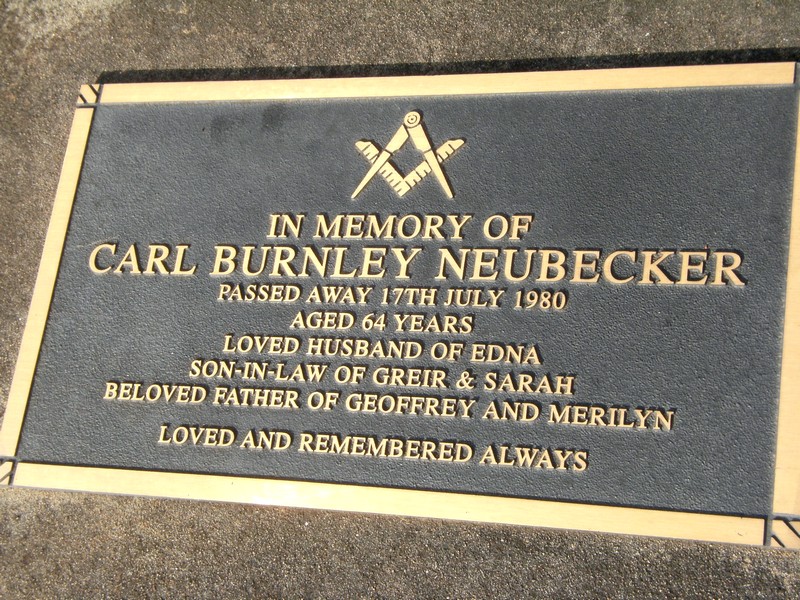 IN MEMORY OF
CARL BURNLEY NEUBECKER
PASSED AWAY 17TH JULY 1980
AGED 64 YEARS
LOVED HUSBAND OF EDNA
SON-IN-LAW OF GREIR & SARAH
BELOVED FATHER OF GEOFFREY AND MERILYN
LOVED AND REMEMBERED ALWAYS